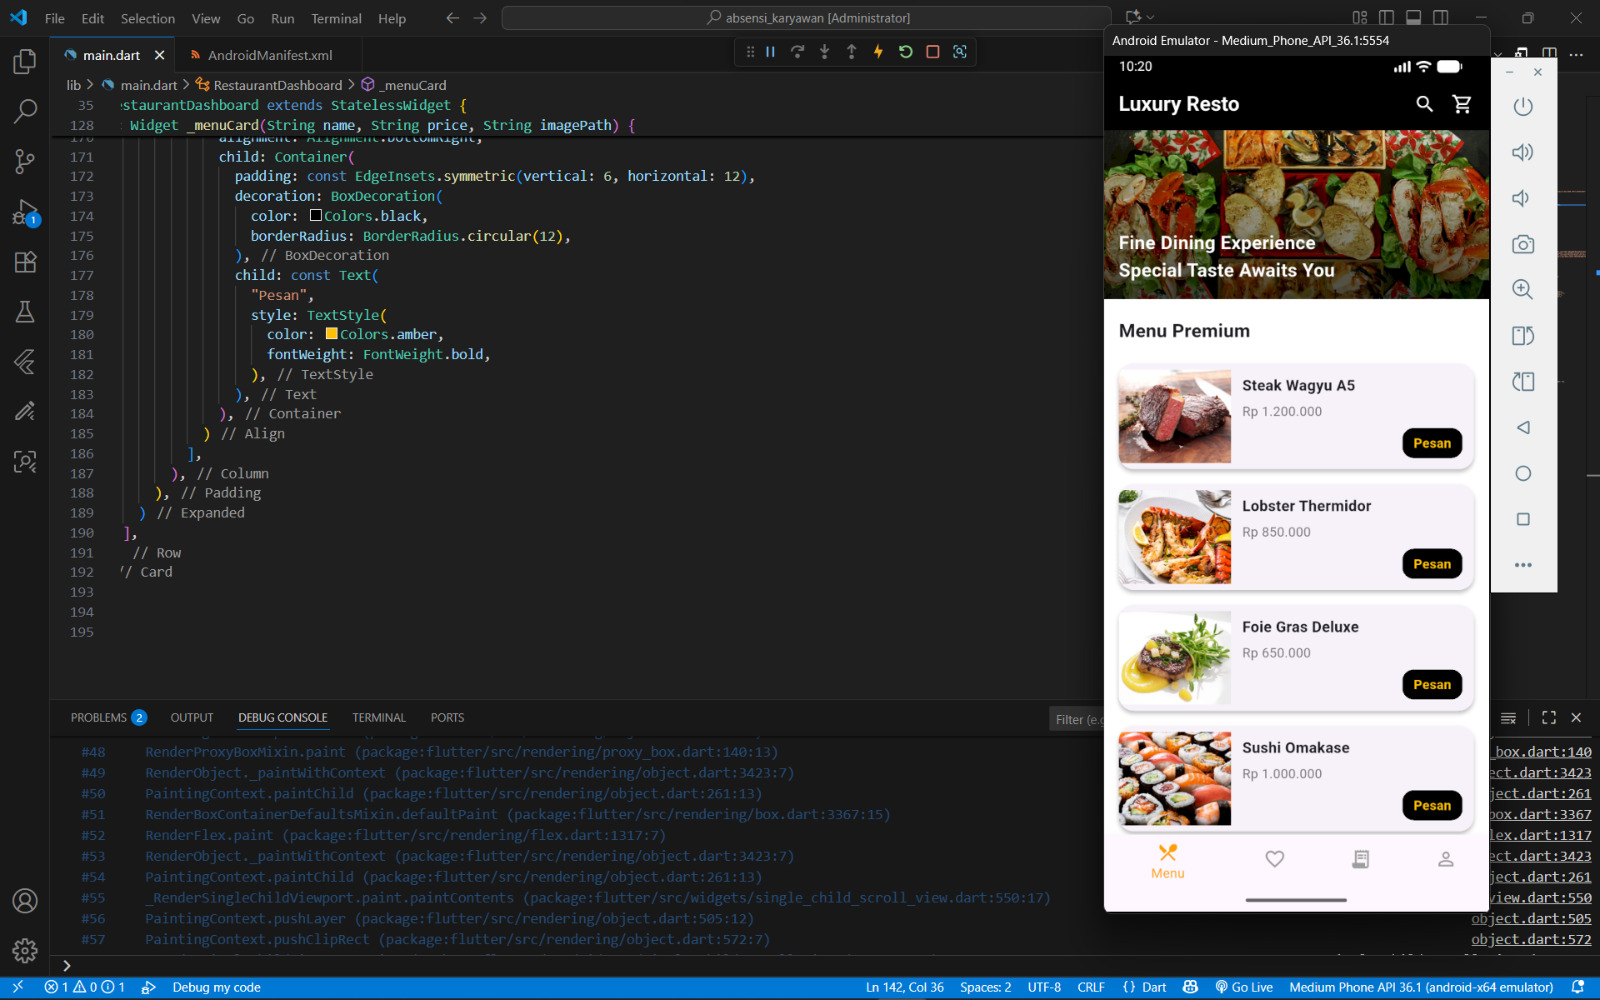 File Edit Selection View Go Run Terminal Help
absensi_karyawan [Administrator]
main.dart
AndroidManifest.xml
lib > main.dart > RestaurantDashboard > _menuCard
35 staurantDashboard extends StatelessWidget {
128 Widget _menuCard(String name, String price, String imagePath) {
171 child: Container(
172 padding: const EdgeInsets.symmetric(vertical: 6, horizontal: 12),
173 decoration: BoxDecoration(
174 color: Colors.black,
175 borderRadius: BorderRadius.circular(12),
176 ), // BoxDecoration
177 child: const Text(
178 "Pesan",
179 style: TextStyle(
180 color: Colors.amber,
181 fontWeight: FontWeight.bold,
182 ), // TextStyle
183 ), // Text
184 ), // Container
185 ) // Align
186 ],
187 ), // Column
188 ), // Padding
189 ) // Expanded
190 ],
191 // Row
192 // Card
193
194
195
PROBLEMS 2 OUTPUT DEBUG CONSOLE TERMINAL PORTS
Filter (e.g
#48 RenderProxyBoxMixin.paint (package:flutter/src/rendering/proxy_box.dart:140:13)
#49 RenderObject._paintWithContext (package:flutter/src/rendering/object.dart:3423:7)
#50 PaintingContext.paintChild (package:flutter/src/rendering/object.dart:261:13)
#51 RenderBoxContainerDefaultsMixin.defaultPaint (package:flutter/src/rendering/box.dart:3367:15)
#52 RenderFlex.paint (package:flutter/src/rendering/flex.dart:1317:7)
#53 RenderObject._paintWithContext (package:flutter/src/rendering/object.dart:3423:7)
#54 PaintingContext.paintChild (package:flutter/src/rendering/object.dart:261:13)
#55 _RenderSingleChildViewport.paint.paintContents (package:flutter/src/widgets/single_child_scroll_view.dart:550:17)
#56 PaintingContext.pushLayer (package:flutter/src/rendering/object.dart:505:12)
#57 PaintingContext.pushClipRect (package:flutter/src/rendering/object.dart:572:7)
_box.dart:140
ject.dart:3423
ject.dart:261
box.dart:3367
lex.dart:1317
ect.dart:3423
ject.dart:261
view.dart:550
object.dart:505
object.dart:572
1
1 0 1 Debug my code
Ln 142, Col 36 Spaces: 2 UTF-8 CRLF {} Dart Go Live Medium Phone API 36.1 (android-x64 emulator)
Android Emulator - Medium_Phone_API_36.1:5554
10:20
Luxury Resto
Fine Dining Experience
Special Taste Awaits You
Menu Premium
Steak Wagyu A5
Rp 1.200.000
Pesan
Lobster Thermidor
Rp 850.000
Pesan
Foie Gras Deluxe
Rp 650.000
Pesan
Sushi Omakase
Rp 1.000.000
Pesan
Menu